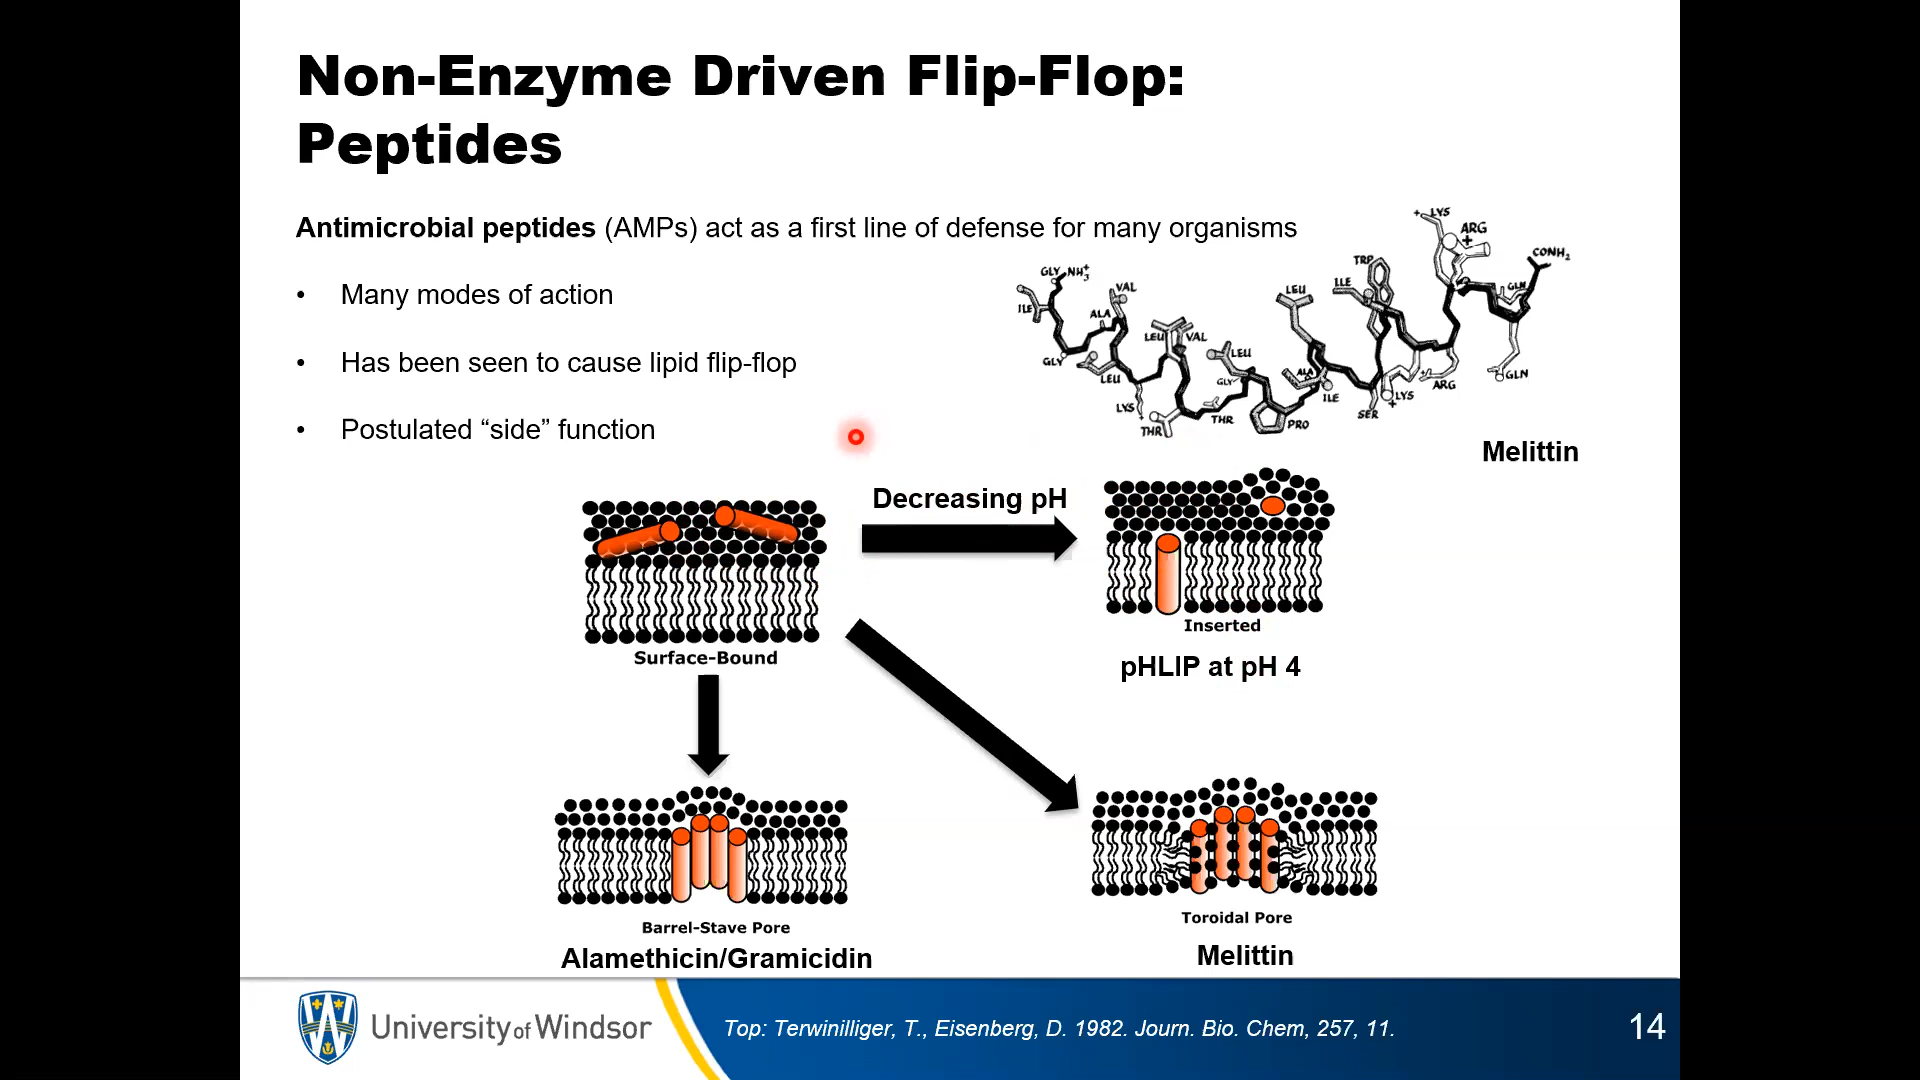 Non-Enzyme Driven Flip-Flop:
Peptides
Antimicrobial peptides (AMPs) act as a first line of defense for many organisms
• Many modes of action
• Has been seen to cause lipid flip-flop
• Postulated “side” function
GLY NH3+
ILE
GLY
ALA
VAL
LEU
LYS
+
LEU
VAL
THR
THR
LEU
GLY
PRO
LEU
ALA
ILE
ILE
TRP
SER
LYS
+
ARG
+
+ LYS
ARG
+
GLN
GLN
CONH2
Melittin
Decreasing pH
Surface-Bound
Inserted
pHLIP at pH 4
Barrel-Stave Pore
Alamethicin/Gramicidin
Toroidal Pore
Melittin
University of Windsor
Top: Terwinilliger, T., Eisenberg, D. 1982. Journ. Bio. Chem, 257, 11.
14